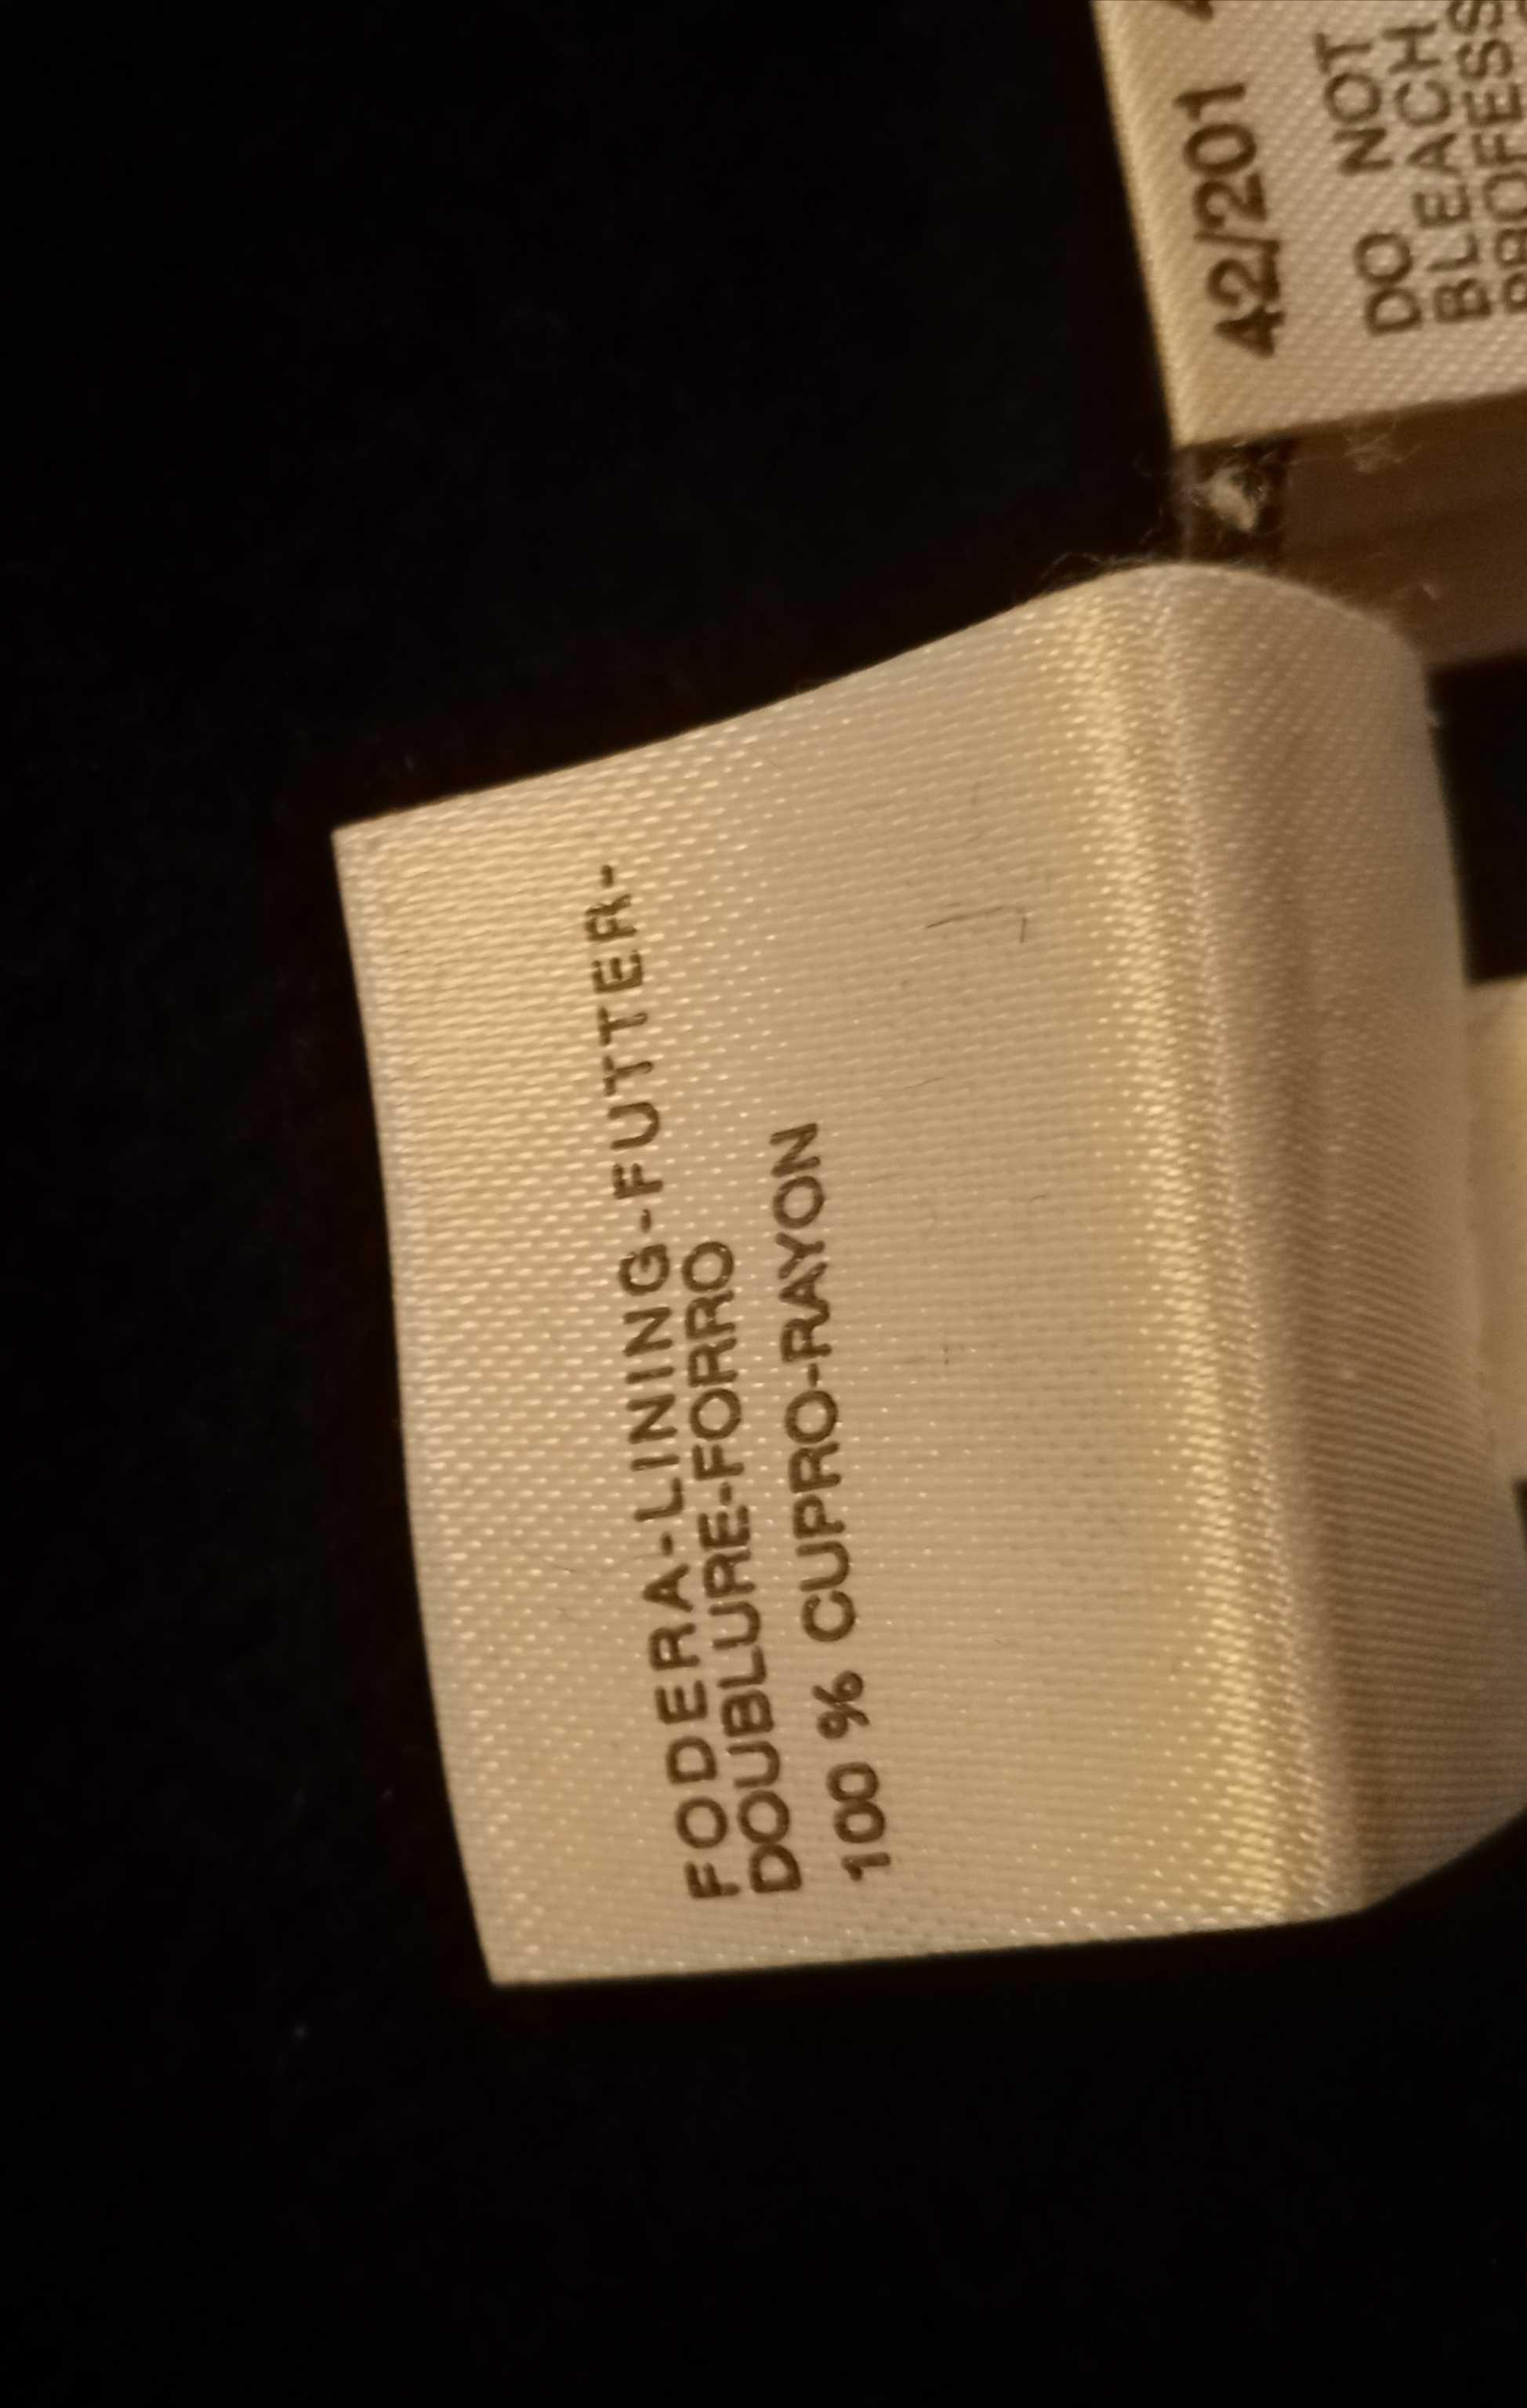 FODERA-LINING-FUTTER-
DOUBLURE-FORRO
100 % CUPRO-RAYON
42/201
DO NOT
BLEACH